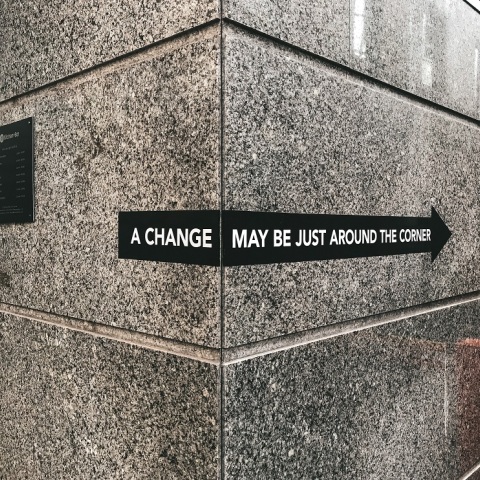 A CHANGE MAY BE JUST AROUND THE CORNER